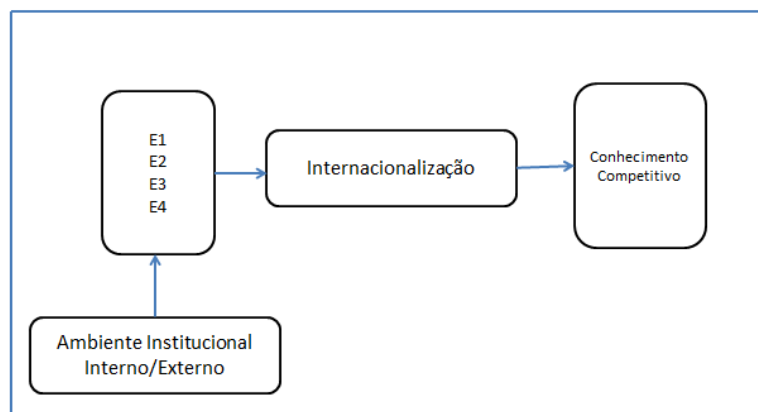 E1
E2
E3
E4
Internacionalização
Conhecimento
Competitivo
Ambiente Institucional
Interno/Externo